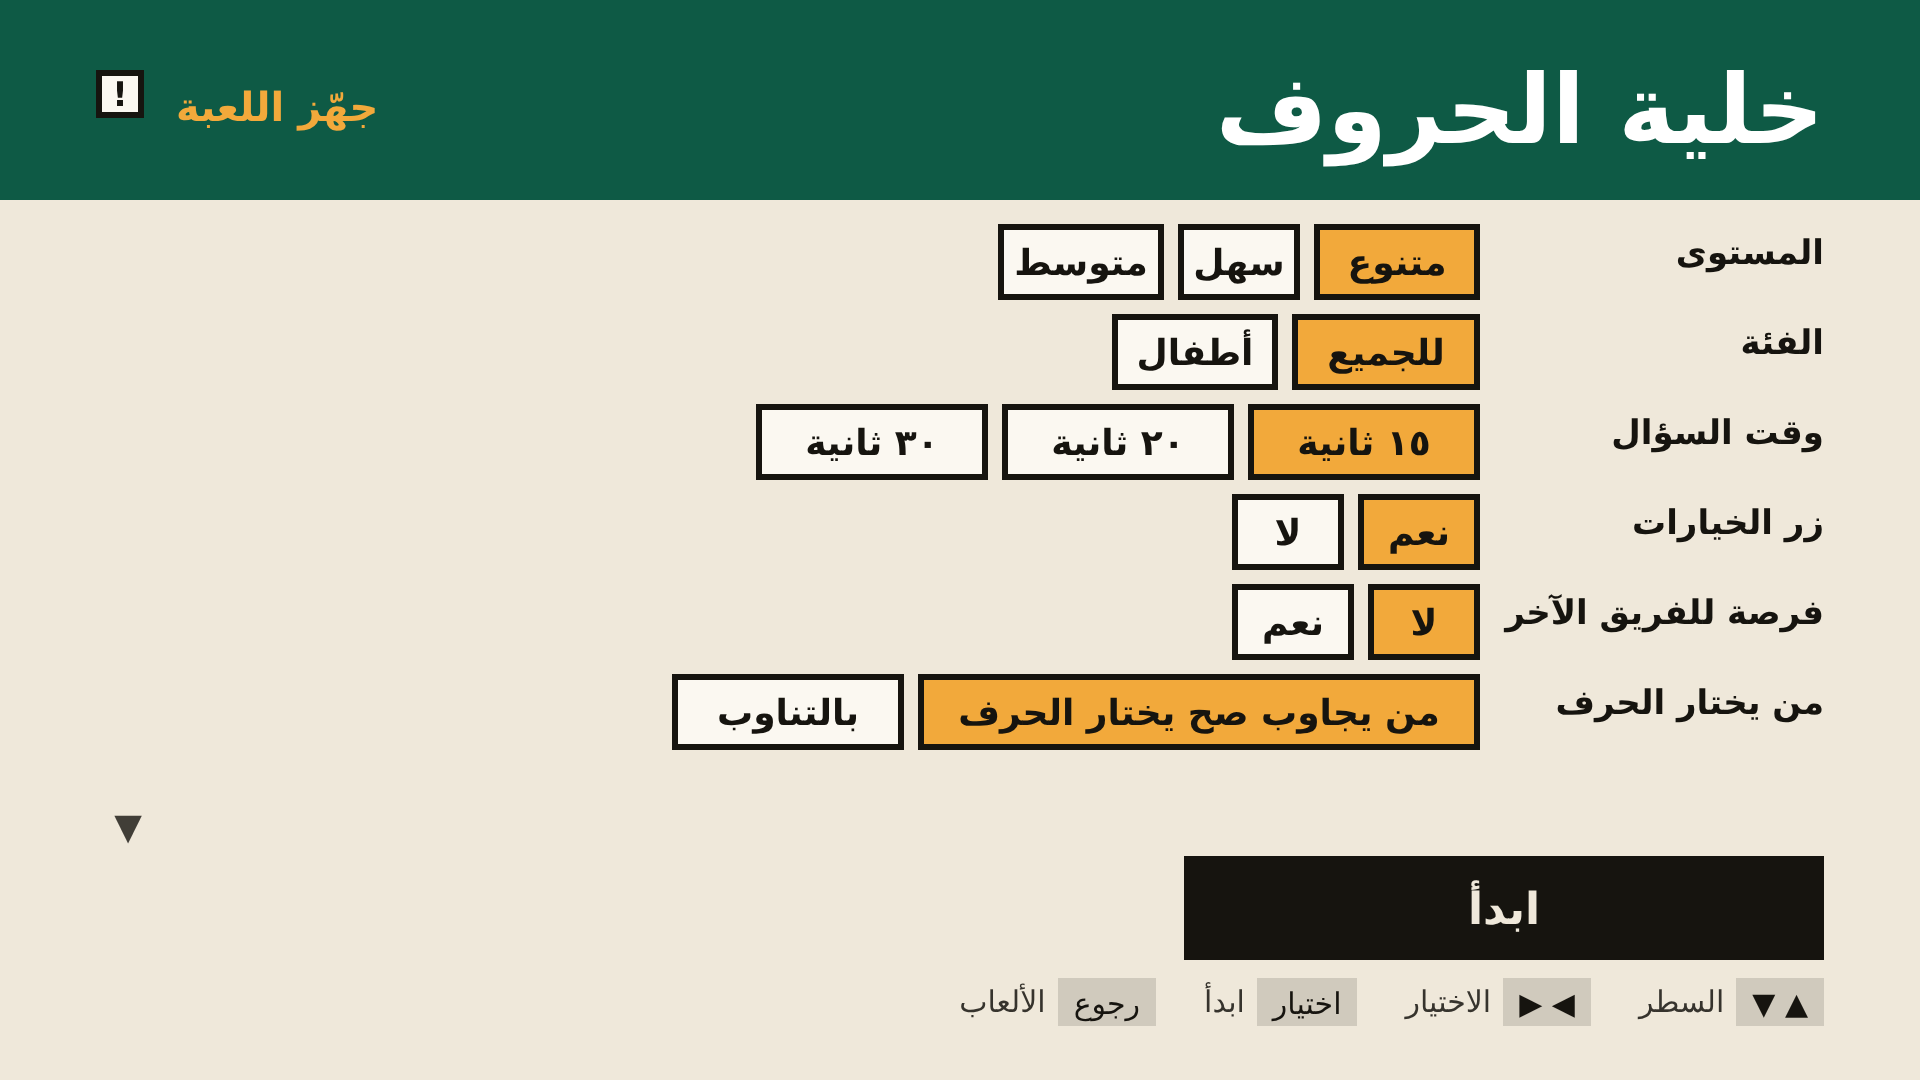 خلية الحروف
جهّز اللعبة !
المستوى متنوع سهل متوسط
الفئة للجميع أطفال
وقت السؤال ١٥ ثانية ٢٠ ثانية ٣٠ ثانية
زر الخيارات نعم لا
فرصة للفريق الآخر لا نعم
من يختار الحرف من يجاوب صح يختار الحرف بالتناوب
▼
ابدأ
▲ ▼ السطر ◀ ▶ الاختيار اختيار ابدأ رجوع الألعاب